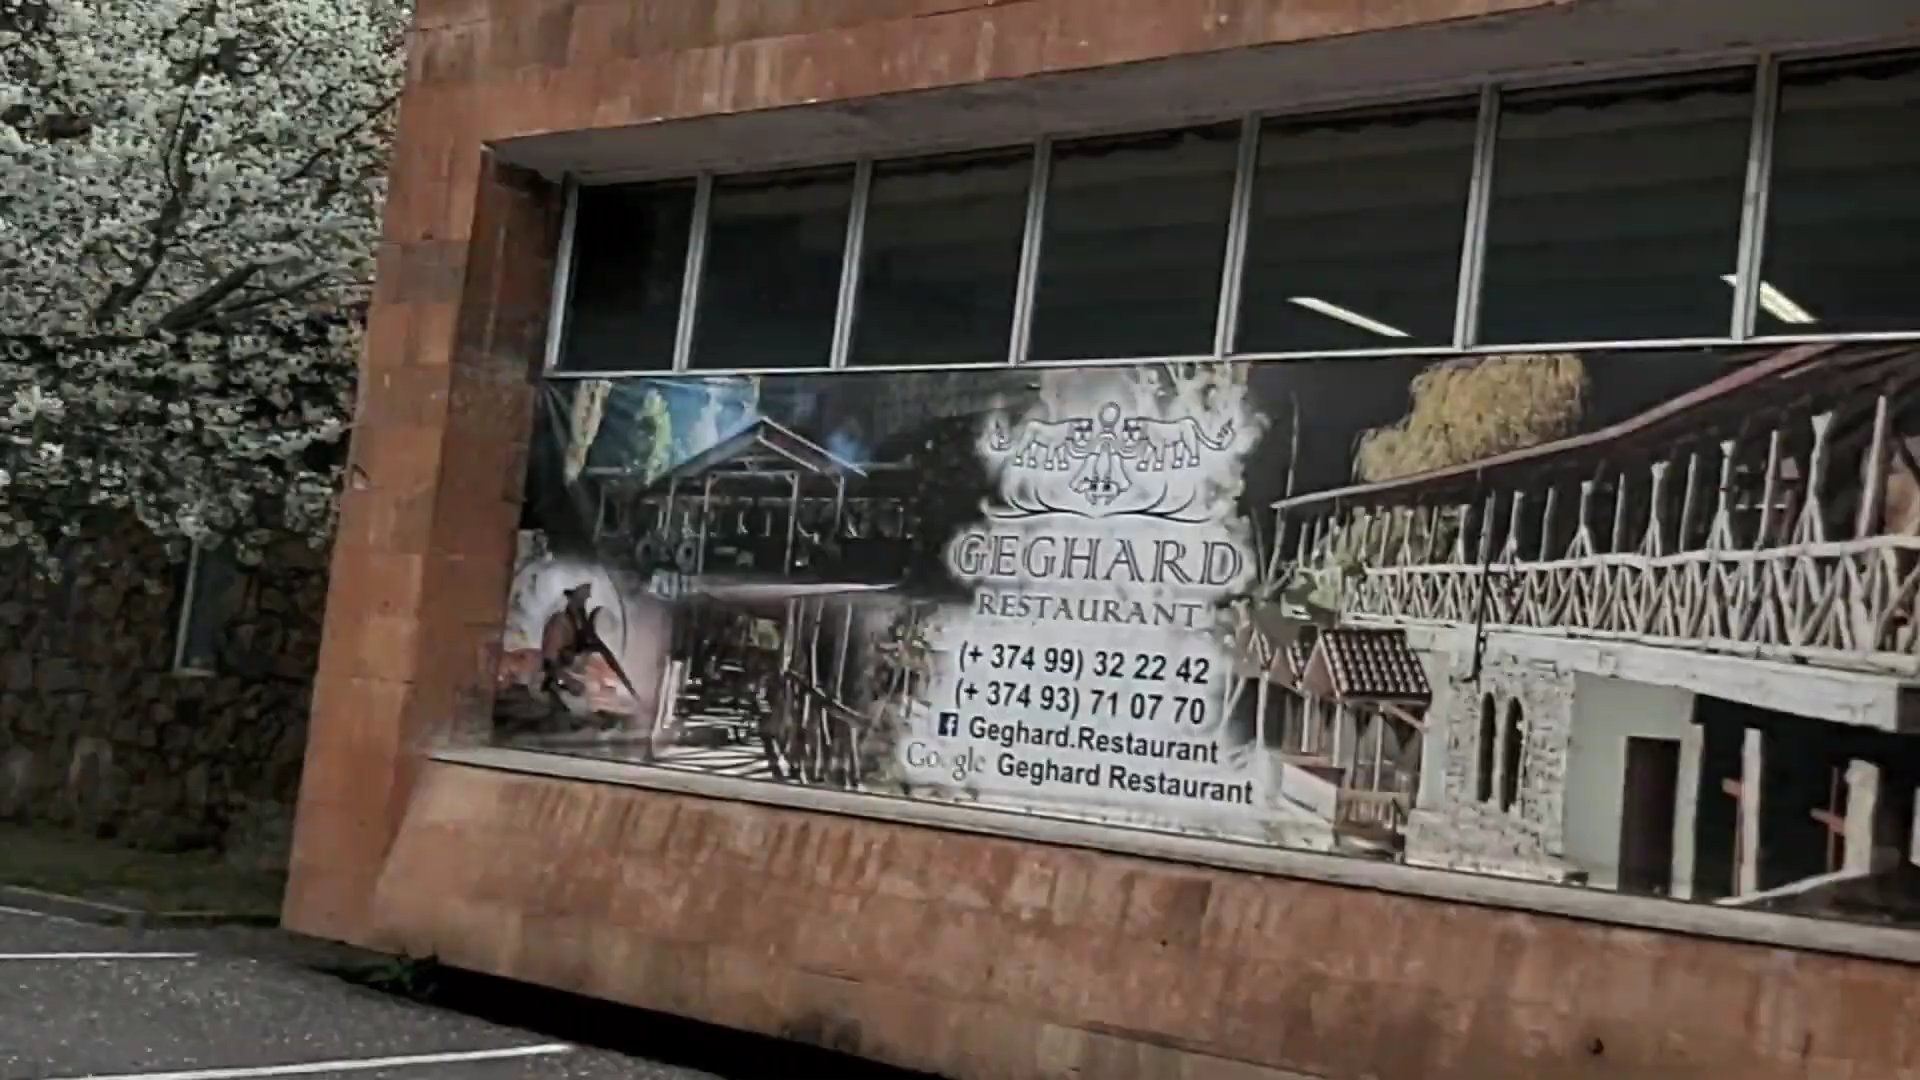 GEGHARD
RESTAURANT
(+ 374 99) 32 22 42
(+ 374 93) 71 07 70
Geghard.Restaurant
Google Geghard Restaurant